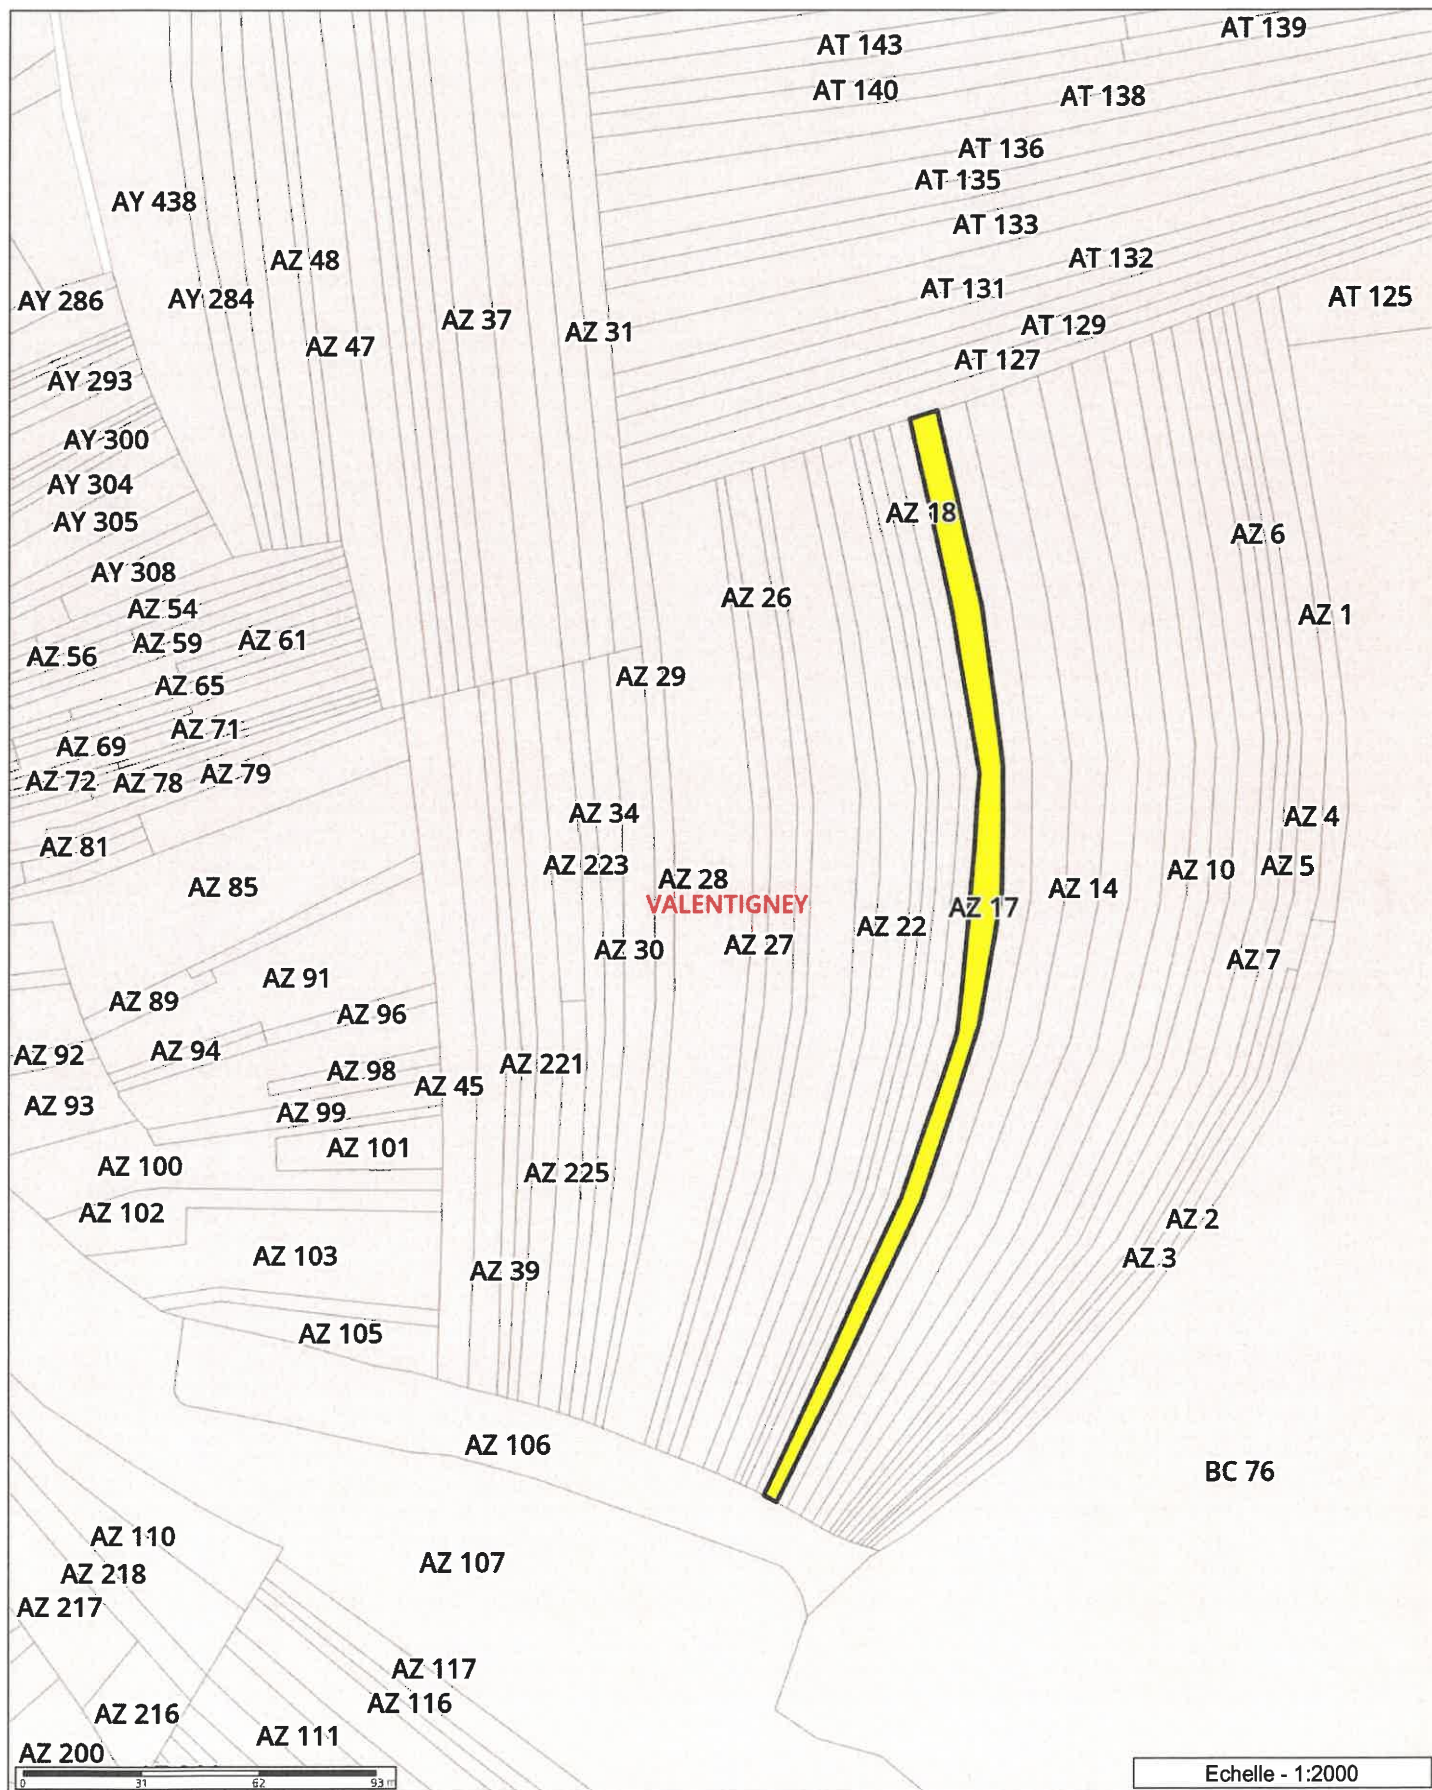 AT 139
AT 143
AT 140
AT 138
AT 136
AT 135
AY 438
AT 133
AZ 48
AT 132
AT 131
AT 125
AY 286
AY 284
AZ 37
AT 129
AZ 31
AZ 47
AT 127
AY 293
AY 300
AY 304
AZ 18
AY 305
AZ 6
AY 308
AZ 26
AZ 54
AZ 1
AZ 59
AZ 61
AZ 56
AZ 29
AZ 65
AZ 71
AZ 69
AZ 72
AZ 78
AZ 79
AZ 34
AZ 4
AZ 81
AZ 223
AZ 5
AZ 10
AZ 28
AZ 85
AZ 14
VALENTIGNEY
AZ 17
AZ 22
AZ 27
AZ 30
AZ 7
AZ 91
AZ 89
AZ 96
AZ 94
AZ 92
AZ 221
AZ 98
AZ 45
AZ 93
AZ 99
AZ 101
AZ 100
AZ 225
AZ 102
AZ 2
AZ 103
AZ 3
AZ 39
AZ 105
AZ 106
BC 76
AZ 110
AZ 107
AZ 218
AZ 217
AZ 117
AZ 116
AZ 216
AZ 111
AZ 200
0 31 62 93 m
Echelle - 1:2000